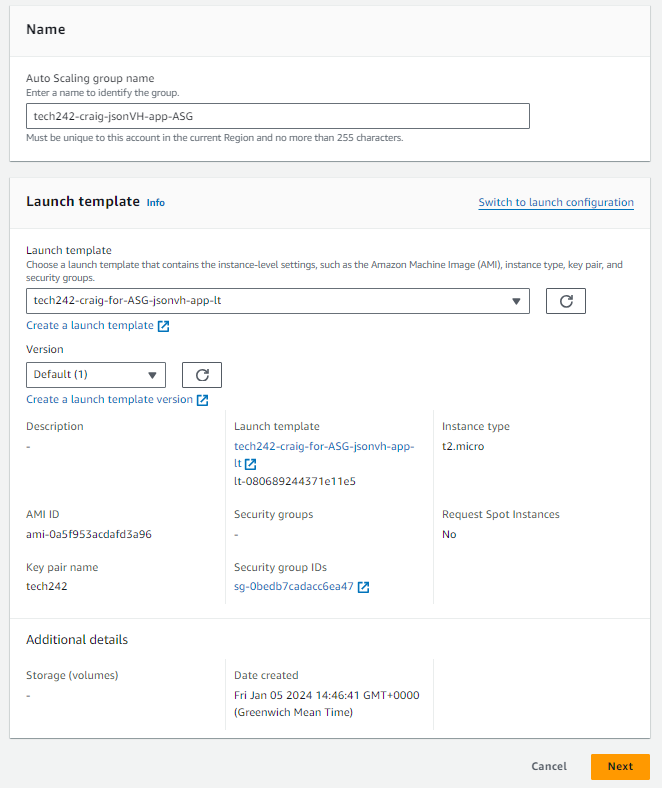 Name
Auto Scaling group name
Enter a name to identify the group.
tech242-craig-jsonVH-app-ASG
Must be unique to this account in the current Region and no more than 255 characters.
Launch template Info
Switch to launch configuration
Launch template
Choose a launch template that contains the instance-level settings, such as the Amazon Machine Image (AMI), instance type, key pair, and
security groups.
tech242-craig-for-ASG-jsonvh-app-lt
Create a launch template
Version
Default (1)
Create a launch template version
Description
-
Launch template
tech242-craig-for-ASG-jsonvh-app-
lt
lt-080689244371e11e5
Instance type
t2.micro
AMI ID
ami-0a5f953acdafd3a96
Security groups
-
Request Spot Instances
No
Key pair name
tech242
Security group IDs
sg-0bedb7cadacc6ea47
Additional details
Storage (volumes)
-
Date created
Fri Jan 05 2024 14:46:41 GMT+0000
(Greenwich Mean Time)
Cancel
Next